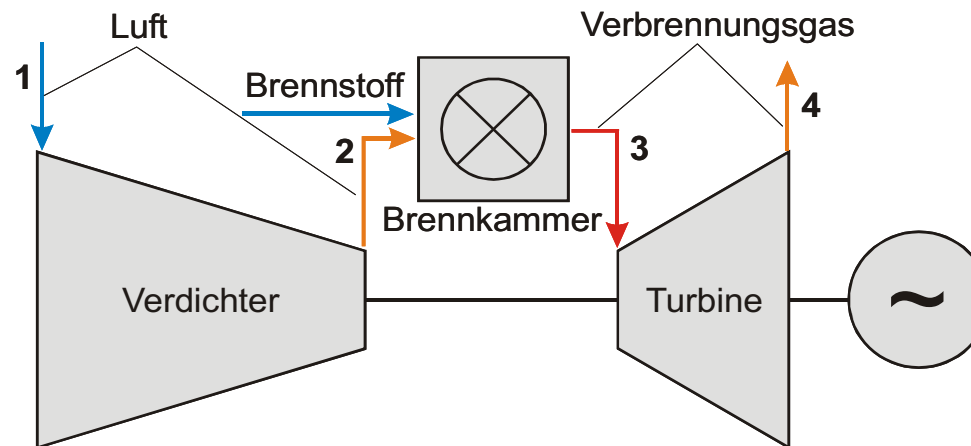 Luft
Verbrennungsgas
1
Brennstoff
4
2
3
Brennkammer
Verdichter
Turbine
~